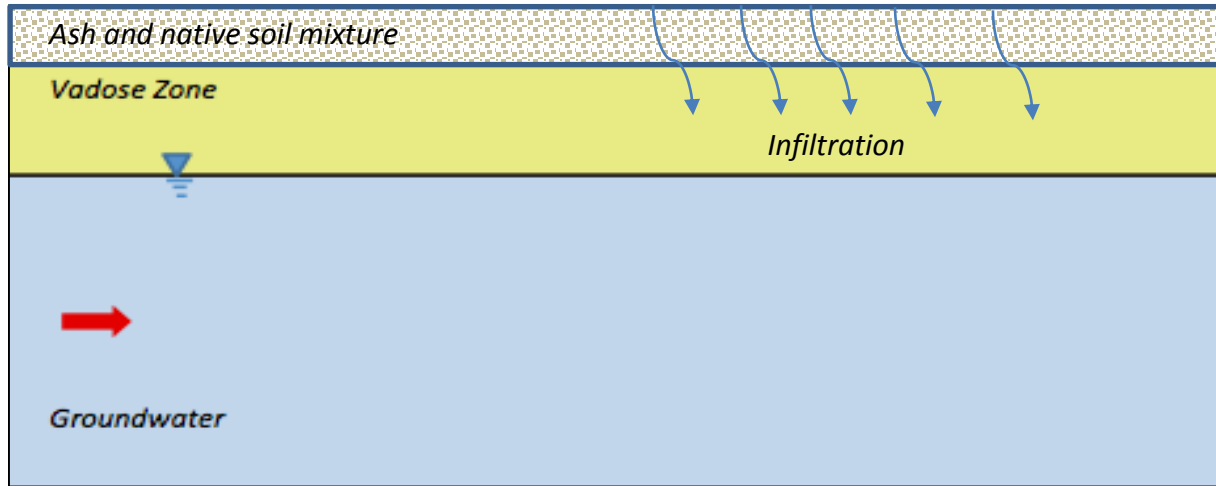 Ash and native soil mixture
Vadose Zone
Infiltration
Groundwater